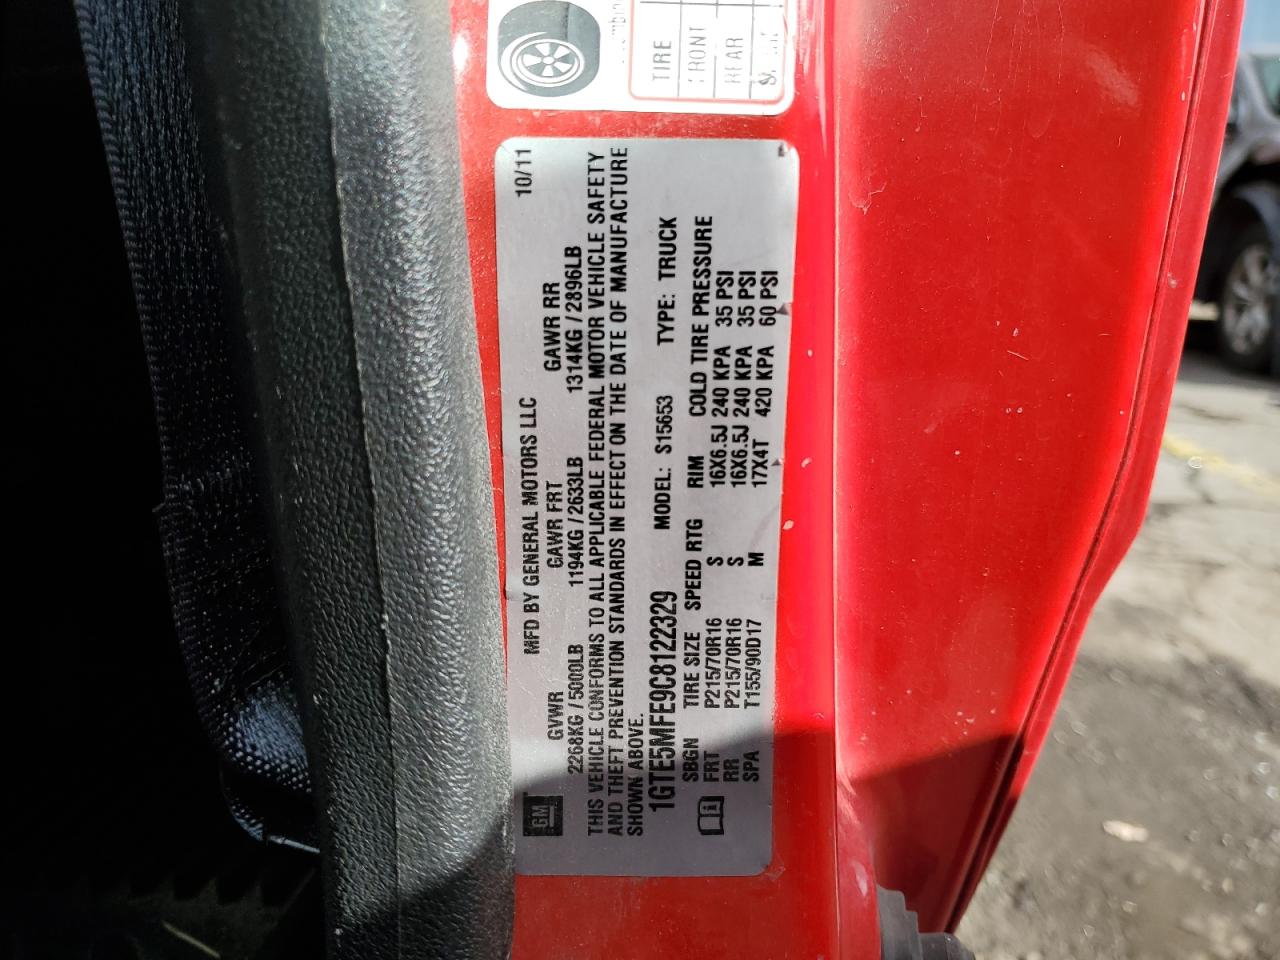 TIRE
FRONT
REAR
MFD BY GENERAL MOTORS LLC 10/11
GM
GVWR GAWR FRT GAWR RR
2268KG / 5000LB 1194KG / 2633LB 1314KG / 2896LB
THIS VEHICLE CONFORMS TO ALL APPLICABLE FEDERAL MOTOR VEHICLE SAFETY
AND THEFT PREVENTION STANDARDS IN EFFECT ON THE DATE OF MANUFACTURE
SHOWN ABOVE.
1GTE5MFE9C8122329 MODEL: S15653 TYPE: TRUCK
SBGN TIRE SIZE SPEED RTG RIM COLD TIRE PRESSURE
FRT P215/70R16 S 16X6.5J 240 KPA 35 PSI
RR P215/70R16 S 16X6.5J 240 KPA 35 PSI
SPA T155/90D17 M 17X4T 420 KPA 60 PSI